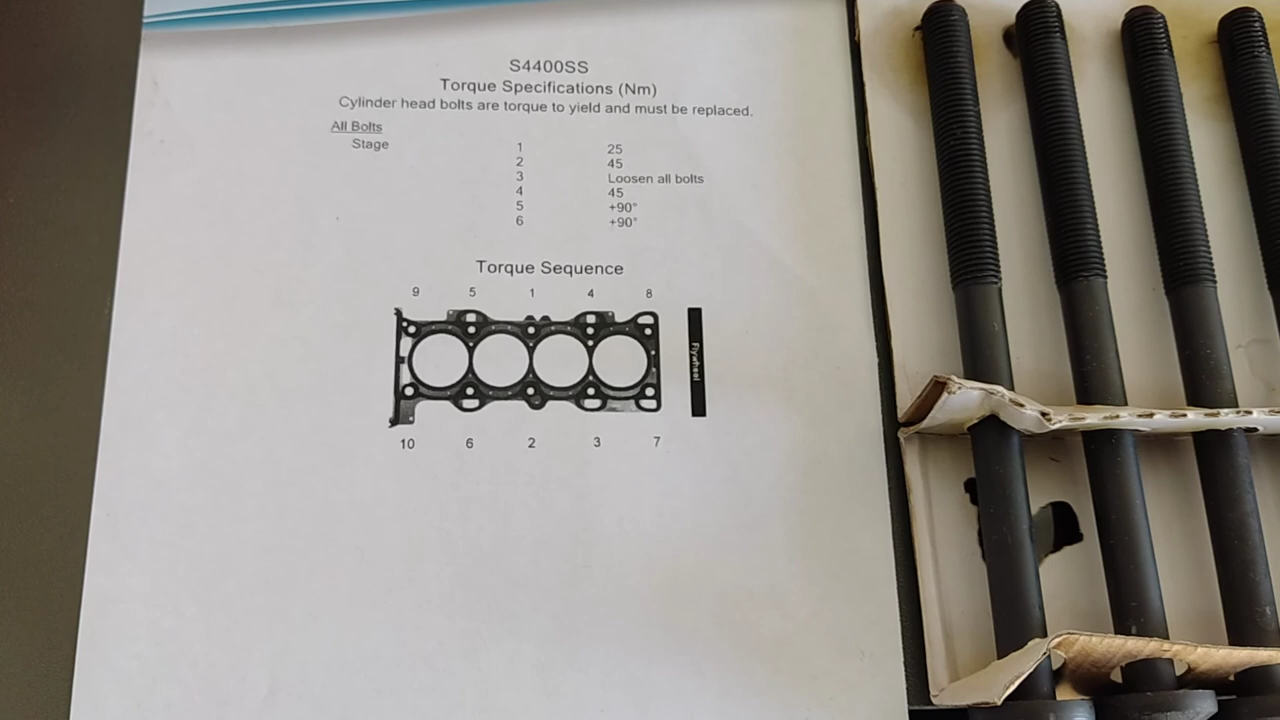 S4400SS
Torque Specifications (Nm)
Cylinder head bolts are torque to yield and must be replaced.
All Bolts
Stage 1 25
2 45
3 Loosen all bolts
4 45
5 +90°
6 +90°
Torque Sequence
9 5 1 4 8
Flywheel
10 6 2 3 7